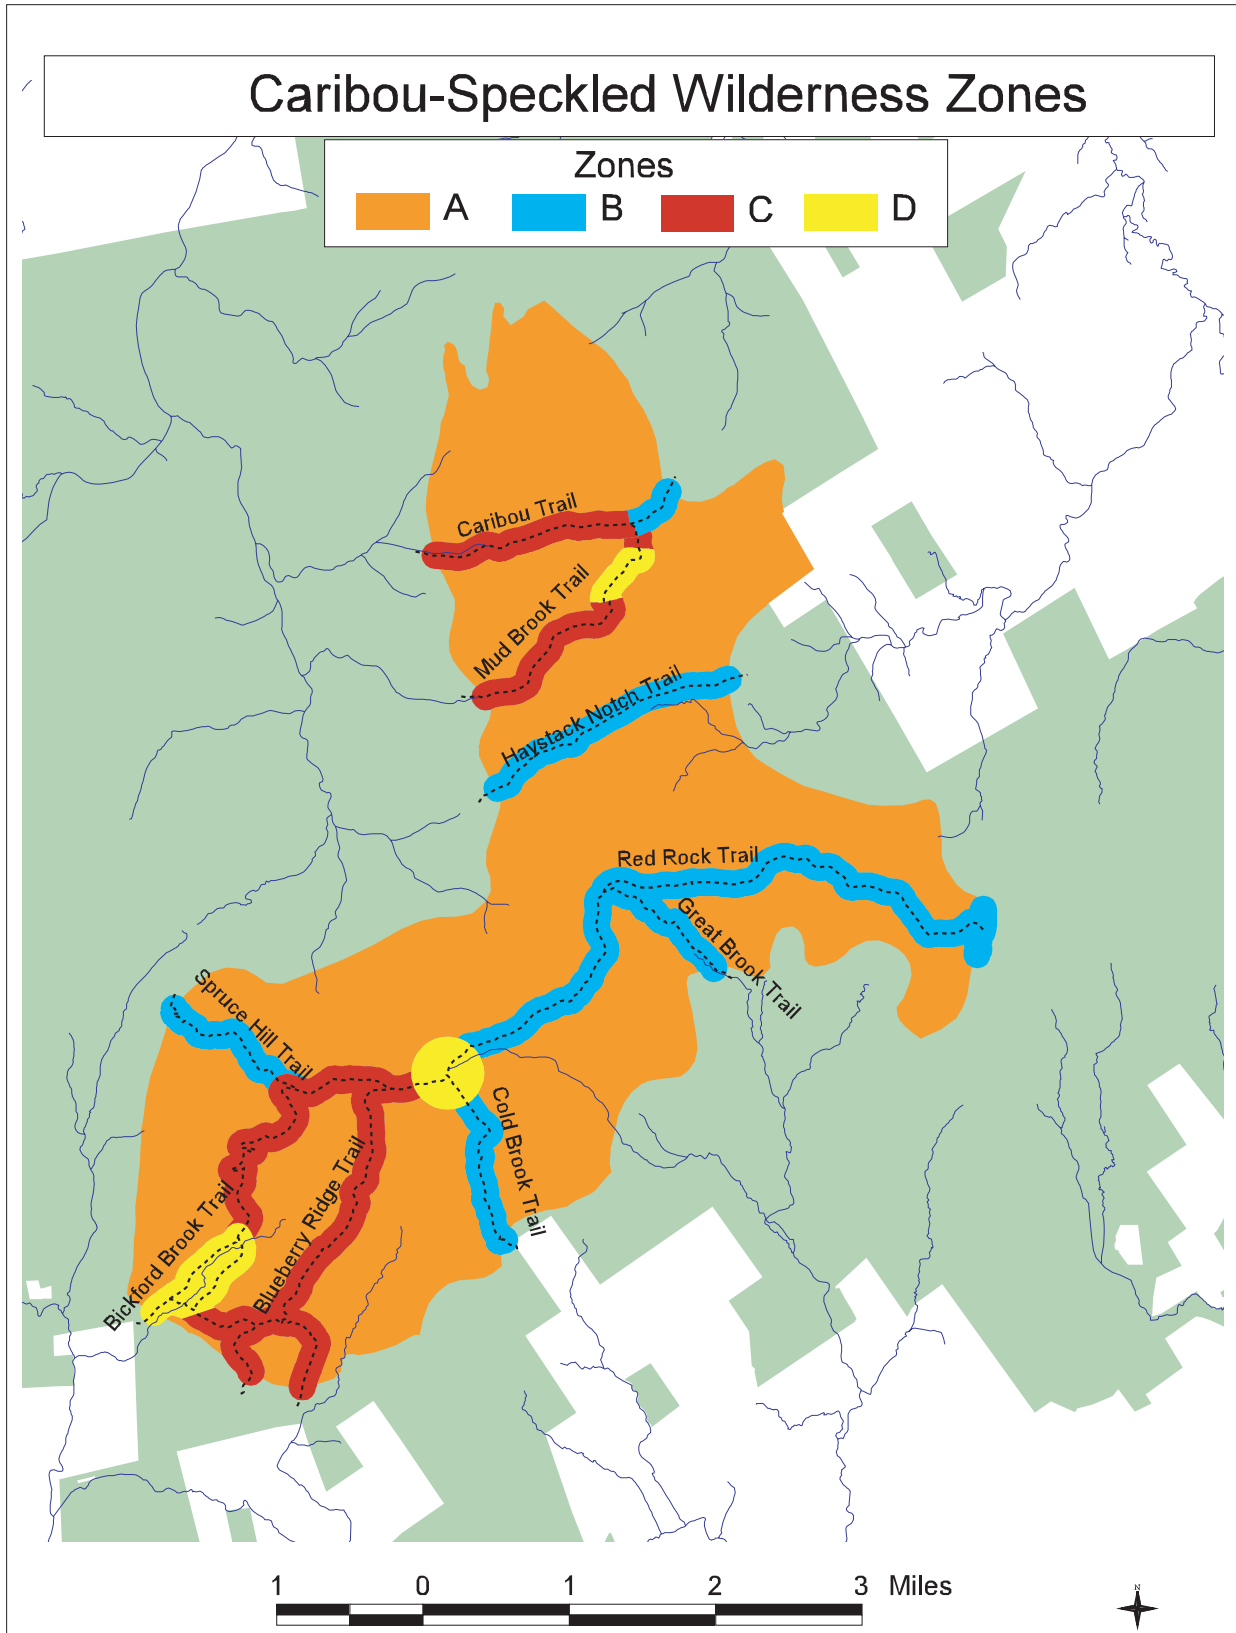 Caribou-Speckled Wilderness Zones
Zones
A B C D
Caribou Trail
Mud Brook Trail
Haystack Notch Trail
Red Rock Trail
Great Brook Trail
Spruce Hill Trail
Cold Brook Trail
Blueberry Ridge Trail
Bickford Brook Trail
1 0 1 2 3 Miles
N